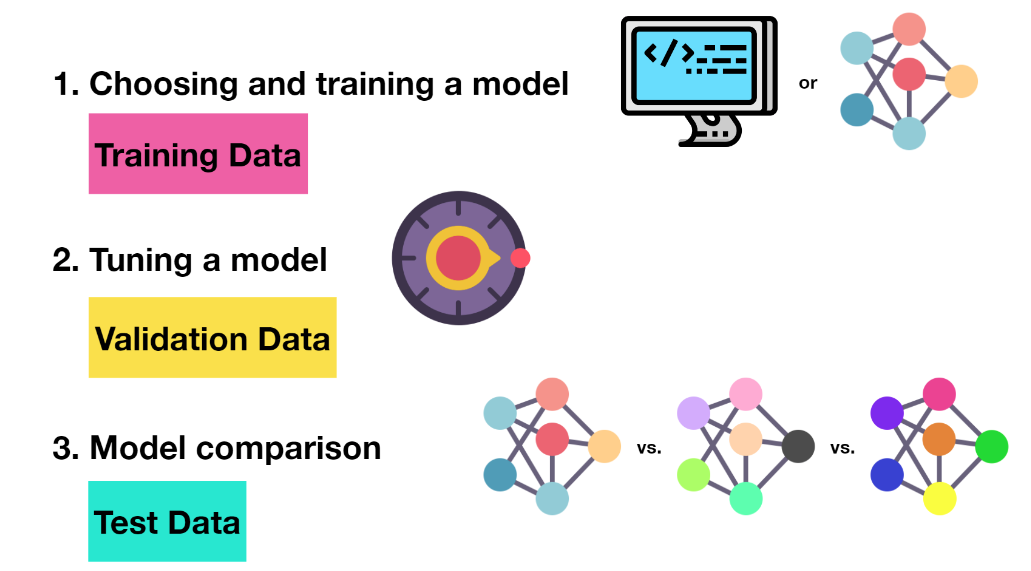 1. Choosing and training a model
or
Training Data
2. Tuning a model
Validation Data
3. Model comparison
vs.
vs.
Test Data